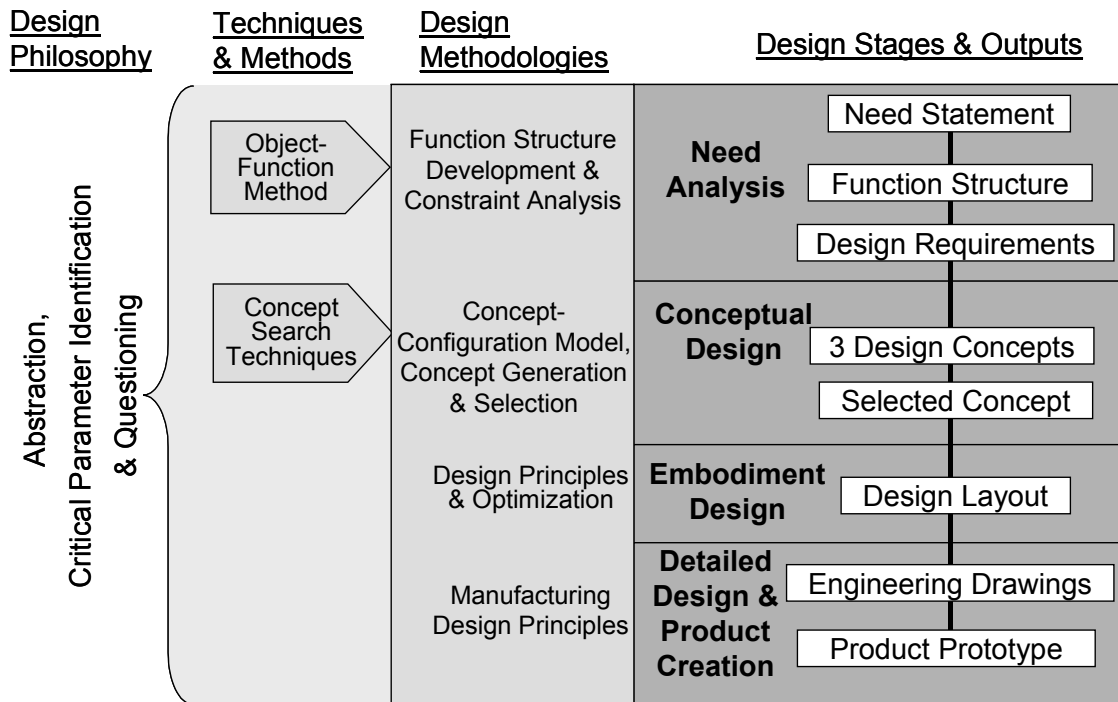 Design
Philosophy
Techniques
& Methods
Design
Methodologies
Design Stages & Outputs
Abstraction,
Critical Parameter Identification
& Questioning
Object-
Function
Method
Function Structure
Development &
Constraint Analysis
Need
Analysis
Need Statement
Function Structure
Design Requirements
Concept
Search
Techniques
Concept-
Configuration Model,
Concept Generation
& Selection
Conceptual
Design
3 Design Concepts
Selected Concept
Design Principles
& Optimization
Embodiment
Design
Design Layout
Manufacturing
Design Principles
Detailed
Design &
Product
Creation
Engineering Drawings
Product Prototype